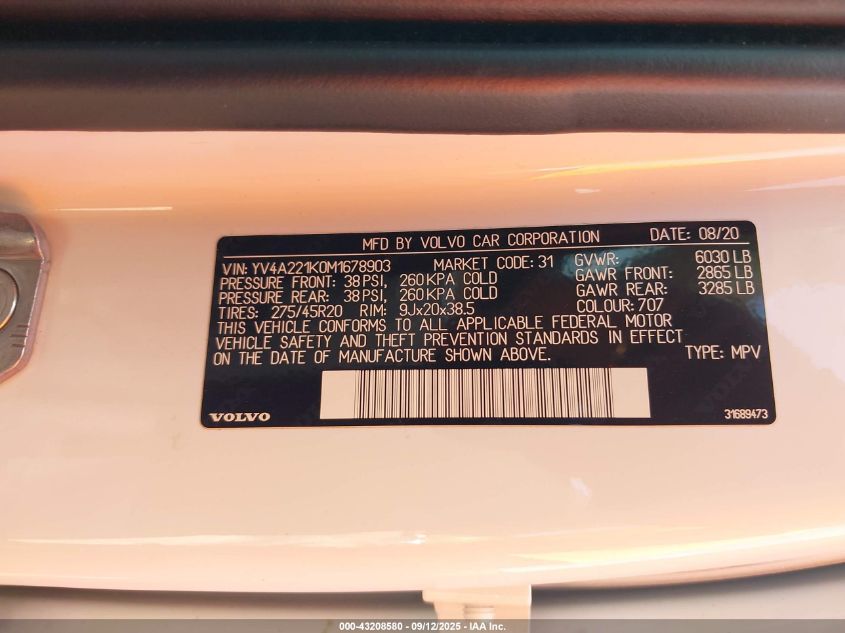 MFD BY VOLVO CAR CORPORATION DATE: 08/20
VIN: YV4A221K0M1678903 MARKET CODE: 31 GVWR: 6030 LB
PRESSURE FRONT: 38 PSI, 260 KPA COLD GAWR FRONT: 2865 LB
PRESSURE REAR: 38 PSI, 260 KPA COLD GAWR REAR: 3285 LB
TIRES: 275/45R20 RIM: 9Jx20x38.5 COLOUR: 707
THIS VEHICLE CONFORMS TO ALL APPLICABLE FEDERAL MOTOR
VEHICLE SAFETY AND THEFT PREVENTION STANDARDS IN EFFECT
ON THE DATE OF MANUFACTURE SHOWN ABOVE. TYPE: MPV
VOLVO 31689473
000-43208580 - 09/12/2025 - IAA Inc.